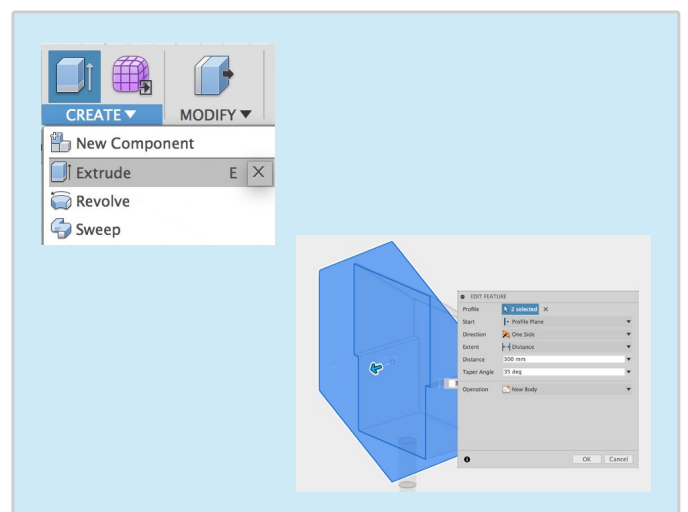 CREATE ▼ MODIFY ▼
New Component
Extrude E
Revolve
Sweep
EDIT FEATURE
Profile 2 selected
Start Profile Plane
Direction One Side
Extent Distance
Distance 300 mm
Taper Angle 35 deg
Operation New Body
OK Cancel